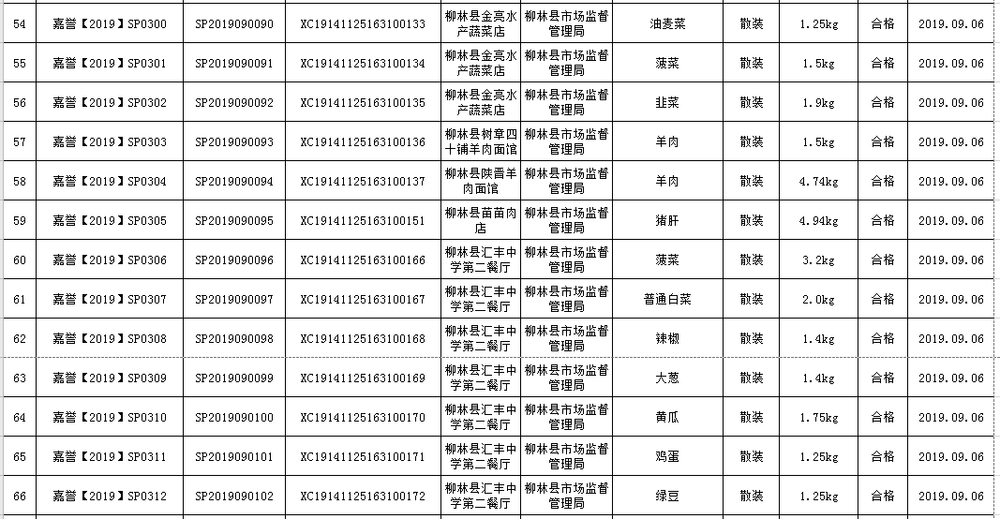 54 嘉誉【2019】SP0300 SP2019090090 XC19141125163100133 柳林县金亮水产蔬菜店 柳林县市场监督管理局 油麦菜 散装 1.25kg 合格 2019.09.06
55 嘉誉【2019】SP0301 SP2019090091 XC19141125163100134 柳林县金亮水产蔬菜店 柳林县市场监督管理局 菠菜 散装 1.5kg 合格 2019.09.06
56 嘉誉【2019】SP0302 SP2019090092 XC19141125163100135 柳林县金亮水产蔬菜店 柳林县市场监督管理局 韭菜 散装 1.9kg 合格 2019.09.06
57 嘉誉【2019】SP0303 SP2019090093 XC19141125163100136 柳林县树章四十铺羊肉面馆 柳林县市场监督管理局 羊肉 散装 1.5kg 合格 2019.09.06
58 嘉誉【2019】SP0304 SP2019090094 XC19141125163100137 柳林县陕晋羊肉面馆 柳林县市场监督管理局 羊肉 散装 4.74kg 合格 2019.09.06
59 嘉誉【2019】SP0305 SP2019090095 XC19141125163100151 柳林县苗苗肉店 柳林县市场监督管理局 猪肝 散装 4.94kg 合格 2019.09.06
60 嘉誉【2019】SP0306 SP2019090096 XC19141125163100166 柳林县汇丰中学第二餐厅 柳林县市场监督管理局 菠菜 散装 3.2kg 合格 2019.09.06
61 嘉誉【2019】SP0307 SP2019090097 XC19141125163100167 柳林县汇丰中学第二餐厅 柳林县市场监督管理局 普通白菜 散装 2.0kg 合格 2019.09.06
62 嘉誉【2019】SP0308 SP2019090098 XC19141125163100168 柳林县汇丰中学第二餐厅 柳林县市场监督管理局 辣椒 散装 1.4kg 合格 2019.09.06
63 嘉誉【2019】SP0309 SP2019090099 XC19141125163100169 柳林县汇丰中学第二餐厅 柳林县市场监督管理局 大葱 散装 1.4kg 合格 2019.09.06
64 嘉誉【2019】SP0310 SP2019090100 XC19141125163100170 柳林县汇丰中学第二餐厅 柳林县市场监督管理局 黄瓜 散装 1.75kg 合格 2019.09.06
65 嘉誉【2019】SP0311 SP2019090101 XC19141125163100171 柳林县汇丰中学第二餐厅 柳林县市场监督管理局 鸡蛋 散装 1.25kg 合格 2019.09.06
66 嘉誉【2019】SP0312 SP2019090102 XC19141125163100172 柳林县汇丰中学第二餐厅 柳林县市场监督管理局 绿豆 散装 1.25kg 合格 2019.09.06